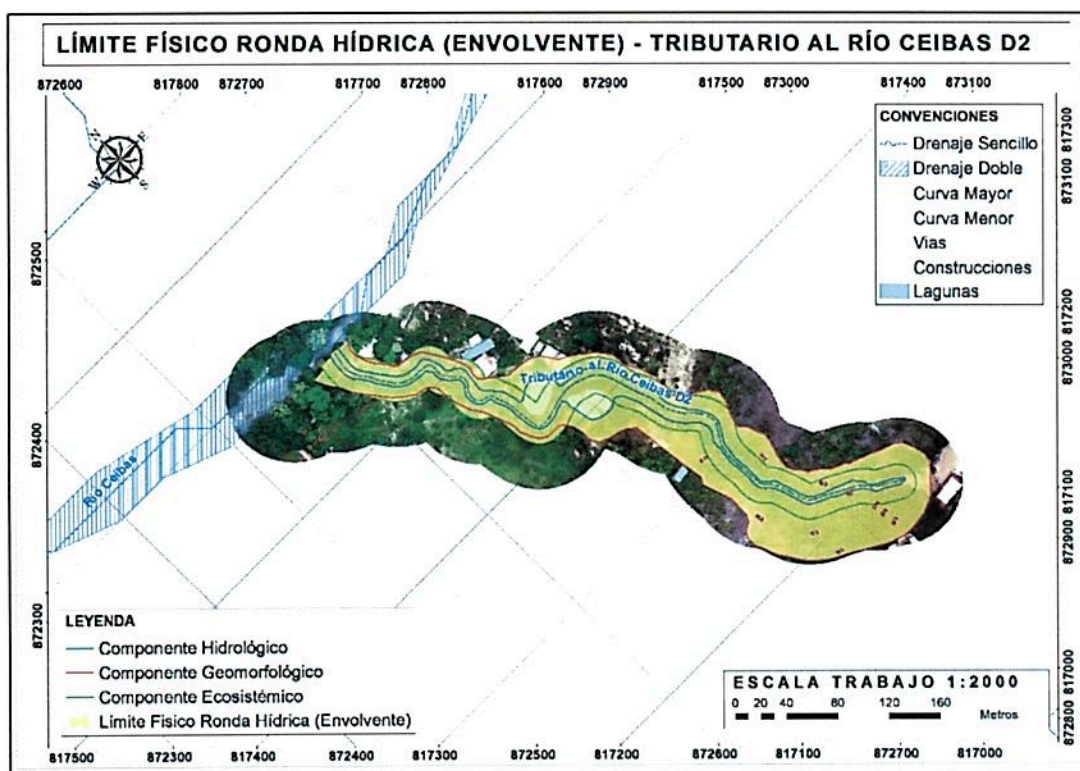 LÍMITE FÍSICO RONDA HÍDRICA (ENVOLVENTE) - TRIBUTARIO AL RÍO CEIBAS D2
872600 817800 872700 817700 872800 817600 872900 817500 873000 817400 873100
N E
W S
CONVENCIONES
Drenaje Sencillo
Drenaje Doble
Curva Mayor
Curva Menor
Vias
Construcciones
Lagunas
817300
873100
817200
873000
817100
872900
817000
872800
872500
872400
872300
Tributario al Río Ceibas D2
Río Ceibas
LEYENDA
Componente Hidrológico
Componente Geomorfológico
Componente Ecosistémico
Límite Físico Ronda Hídrica (Envolvente)
ESCALA TRABAJO 1:2000
0 20 40 80 120 160
Metros
817500 872300 817400 872400 817300 872500 817200 872600 817100 872700 817000